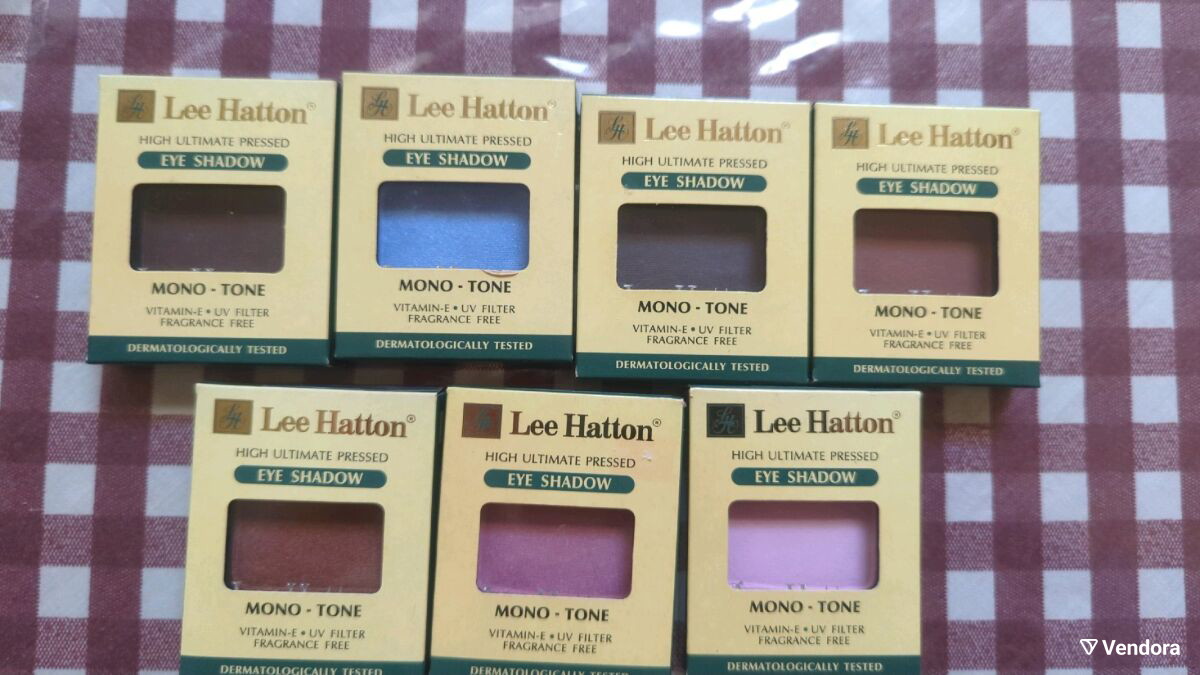 Lee Hatton®
HIGH ULTIMATE PRESSED
EYE SHADOW
MONO - TONE
VITAMIN-E • UV FILTER
FRAGRANCE FREE
DERMATOLOGICALLY TESTED
Lee Hatton®
HIGH ULTIMATE PRESSED
EYE SHADOW
MONO - TONE
VITAMIN-E • UV FILTER
FRAGRANCE FREE
DERMATOLOGICALLY TESTED
Lee Hatton®
HIGH ULTIMATE PRESSED
EYE SHADOW
MONO - TONE
VITAMIN-E • UV FILTER
FRAGRANCE FREE
DERMATOLOGICALLY TESTED
Lee Hatton®
HIGH ULTIMATE PRESSED
EYE SHADOW
MONO - TONE
VITAMIN-E • UV FILTER
FRAGRANCE FREE
DERMATOLOGICALLY TESTED
Lee Hatton®
HIGH ULTIMATE PRESSED
EYE SHADOW
MONO - TONE
VITAMIN-E • UV FILTER
FRAGRANCE FREE
DERMATOLOGICALLY TESTED
Lee Hatton®
HIGH ULTIMATE PRESSED
EYE SHADOW
MONO - TONE
VITAMIN-E • UV FILTER
FRAGRANCE FREE
DERMATOLOGICALLY TESTED
Lee Hatton®
HIGH ULTIMATE PRESSED
EYE SHADOW
MONO - TONE
VITAMIN-E • UV FILTER
FRAGRANCE FREE
DERMATOLOGICALLY TESTED
Vendora